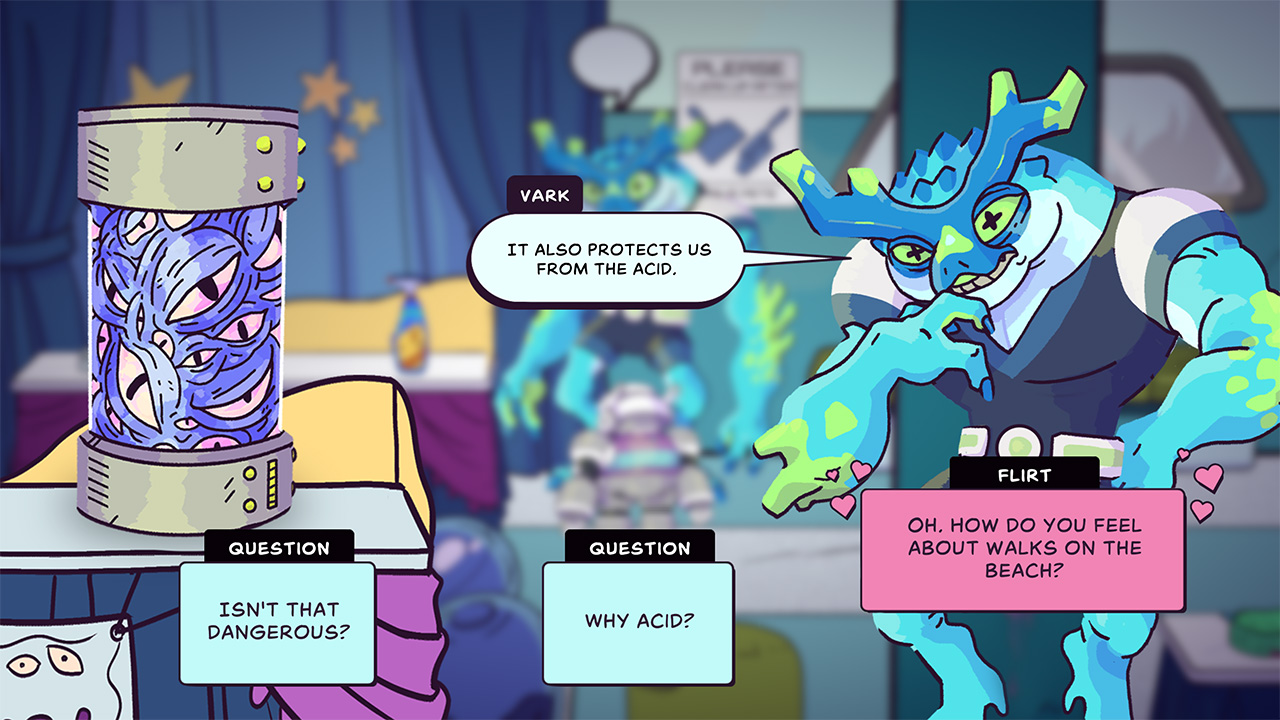 PLEASE
VARK
IT ALSO PROTECTS US
FROM THE ACID.
FLIRT
OH, HOW DO YOU FEEL
ABOUT WALKS ON THE
BEACH?
QUESTION
ISN'T THAT
DANGEROUS?
QUESTION
WHY ACID?